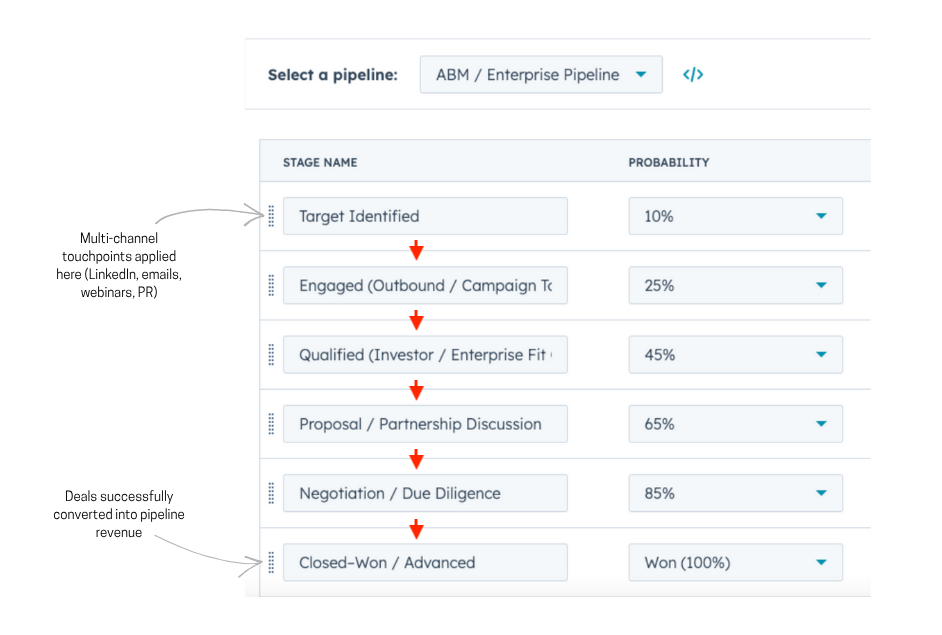 Select a pipeline: ABM / Enterprise Pipeline </>
STAGE NAME PROBABILITY
Target Identified 10%
Multi-channel
touchpoints applied
here (LinkedIn, emails,
webinars, PR)
Engaged (Outbound / Campaign 25%
Qualified (Investor / Enterprise Fit 45%
Proposal / Partnership Discussion 65%
Negotiation / Due Diligence 85%
Deals successfully
converted into pipeline
revenue
Closed–Won / Advanced Won (100%)